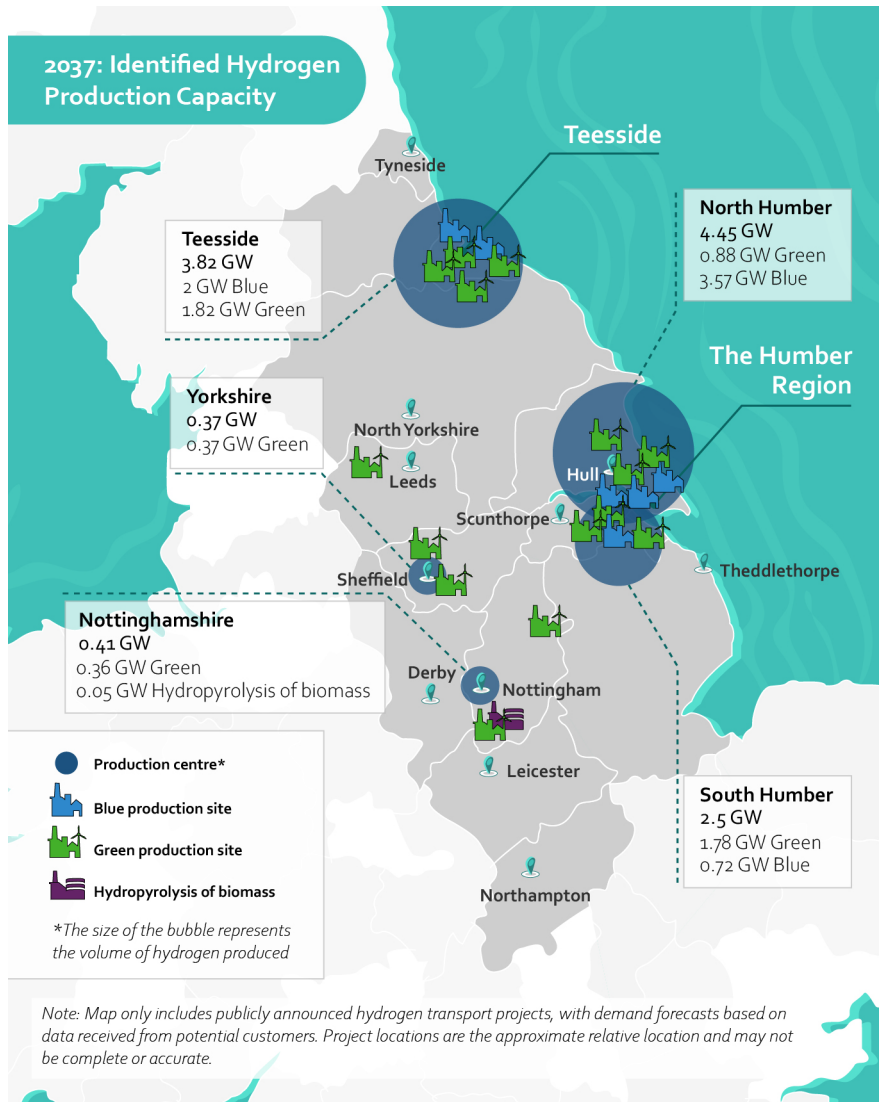 2037: Identified Hydrogen
Production Capacity
Teesside
Tyneside
North Humber
4.45 GW
0.88 GW Green
3.57 GW Blue
Teesside
3.82 GW
2 GW Blue
1.82 GW Green
The Humber
Region
Yorkshire
0.37 GW
0.37 GW Green
North Yorkshire
Leeds
Hull
Scunthorpe
Sheffield
Theddlethorpe
Nottinghamshire
0.41 GW
0.36 GW Green
0.05 GW Hydropyrolysis of biomass
Derby
Nottingham
Leicester
Northampton
South Humber
2.5 GW
1.78 GW Green
0.72 GW Blue
Production centre*
Blue production site
Green production site
Hydropyrolysis of biomass
*The size of the bubble represents
the volume of hydrogen produced
Note: Map only includes publicly announced hydrogen transport projects, with demand forecasts based on
data received from potential customers. Project locations are the approximate relative location and may not
be complete or accurate.